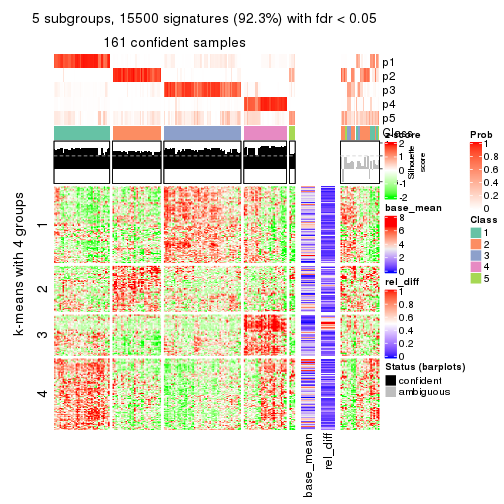 5 subgroups, 15500 signatures (92.3%) with fdr < 0.05
161 confident samples
p1
p2
p3
p4
p5
Class
z-score
2
1
0
-1
-2
Silhouette
score
Prob
1
0.8
0.6
0.4
0.2
0
base_mean
8
6
4
2
0
Class
1
2
3
4
5
rel_diff
1
0.8
0.6
0.4
0.2
0
Status (barplots)
confident
ambiguous
k-means with 4 groups
1
2
3
4
base_mean
rel_diff